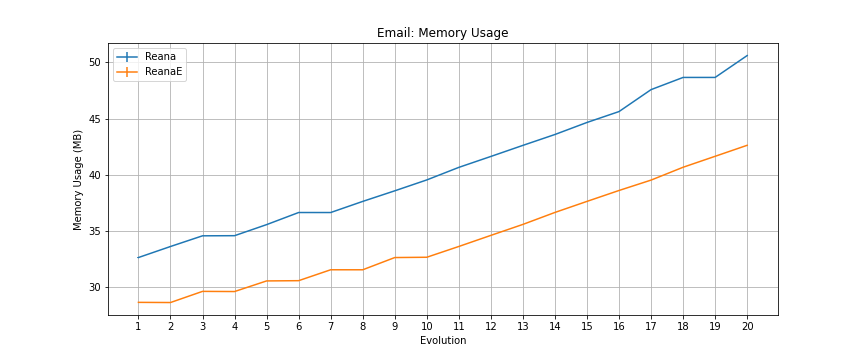 Email: Memory Usage
Reana
ReanaE
Memory Usage (MB)
50
45
40
35
30
1 2 3 4 5 6 7 8 9 10 11 12 13 14 15 16 17 18 19 20
Evolution